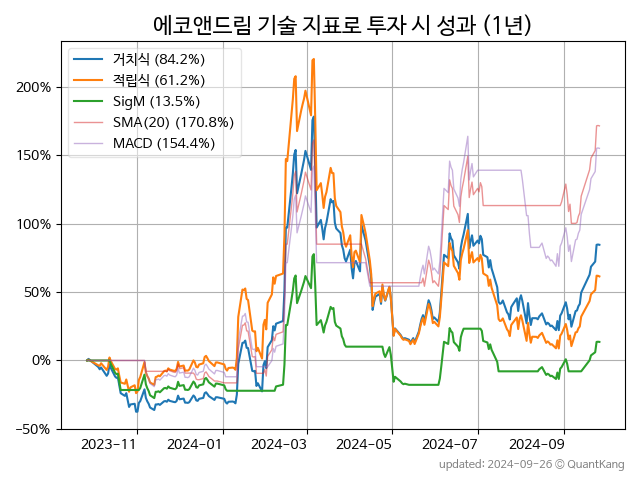 에코앤드림 기술 지표로 투자 시 성과 (1년)
거치식 (84.2%)
적립식 (61.2%)
SigM (13.5%)
SMA(20) (170.8%)
MACD (154.4%)
200%
150%
100%
50%
0%
−50%
2023-11 2024-01 2024-03 2024-05 2024-07 2024-09
updated: 2024-09-26 © QuantKang